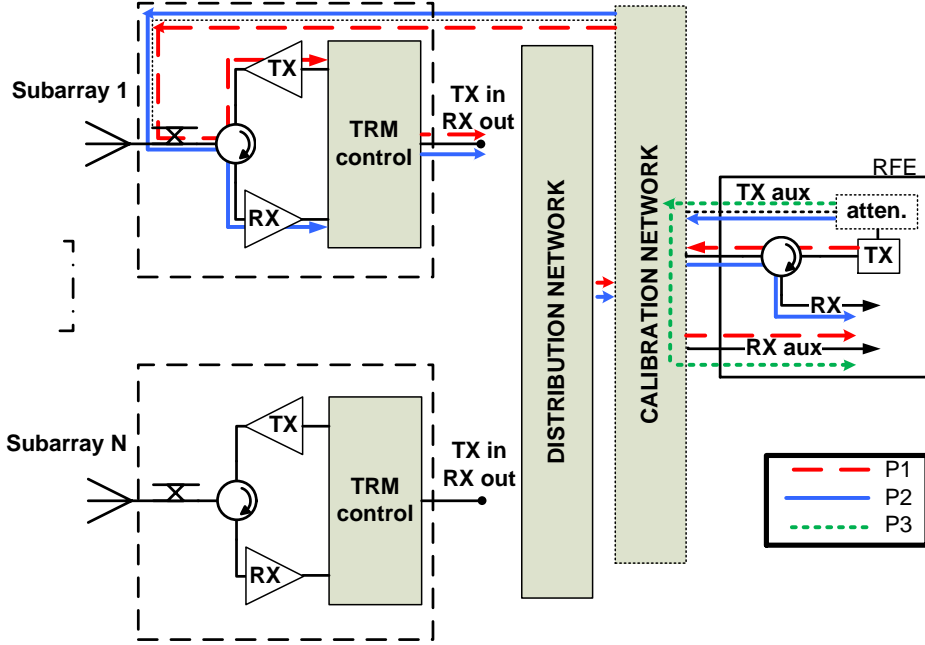 Subarray 1
TX
RX
TRM
control
TX in
RX out
Subarray N
TX
RX
TRM
control
TX in
RX out
DISTRIBUTION NETWORK
CALIBRATION NETWORK
RFE
TX aux
atten.
TX
RX
RX aux
P1
P2
P3